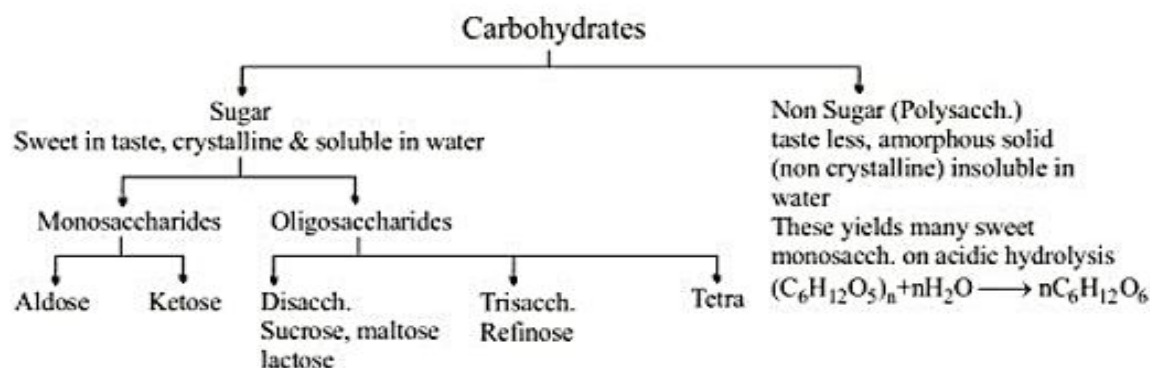 Carbohydrates
Sugar
Sweet in taste, crystalline & soluble in water
Non Sugar (Polysacch.)
taste less, amorphous solid
(non crystalline) insoluble in
water
These yields many sweet
monosacch. on acidic hydrolysis
(C₆H₁₂O₅)ₙ+nH₂O ⟶ nC₆H₁₂O₆
Monosaccharides
Oligosaccharides
Aldose
Ketose
Disacch.
Sucrose, maltose
lactose
Trisacch.
Refinose
Tetra